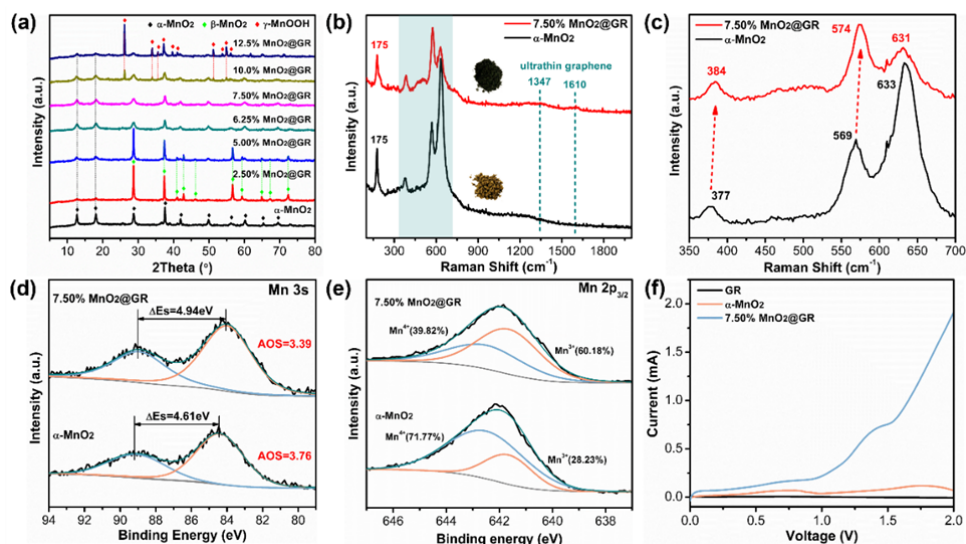 (a)
α-MnO2
β-MnO2
γ-MnOOH
12.5% MnO2@GR
10.0% MnO2@GR
7.50% MnO2@GR
6.25% MnO2@GR
5.00% MnO2@GR
2.50% MnO2@GR
α-MnO2
Intensity (a.u.)
10 20 30 40 50 60 70 80
2Theta (°)
(b)
7.50% MnO2@GR
α-MnO2
175
ultrathin graphene
1347
1610
175
Intensity (a.u.)
400 800 1200 1600
Raman Shift (cm-1)
(c)
7.50% MnO2@GR
α-MnO2
574
631
384
633
569
377
Intensity (a.u.)
350 400 450 500 550 600 650 700
Raman Shift (cm-1)
(d)
Mn 3s
7.50% MnO2@GR
ΔEs=4.94eV
AOS=3.39
ΔEs=4.61eV
α-MnO2
AOS=3.76
Intensity (a.u.)
94 92 90 88 86 84 82 80
Binding Energy (eV)
(e)
Mn 2p3/2
7.50% MnO2@GR
Mn4+(39.82%)
Mn3+(60.18%)
α-MnO2
Mn4+(71.77%)
Mn3+(28.23%)
Intensity (a.u.)
646 644 642 640 638
Binding energy (eV)
(f)
GR
α-MnO2
7.50% MnO2@GR
2.0
1.5
1.0
0.5
0.0
Current (mA)
0.0 0.5 1.0 1.5 2.0
Voltage (V)